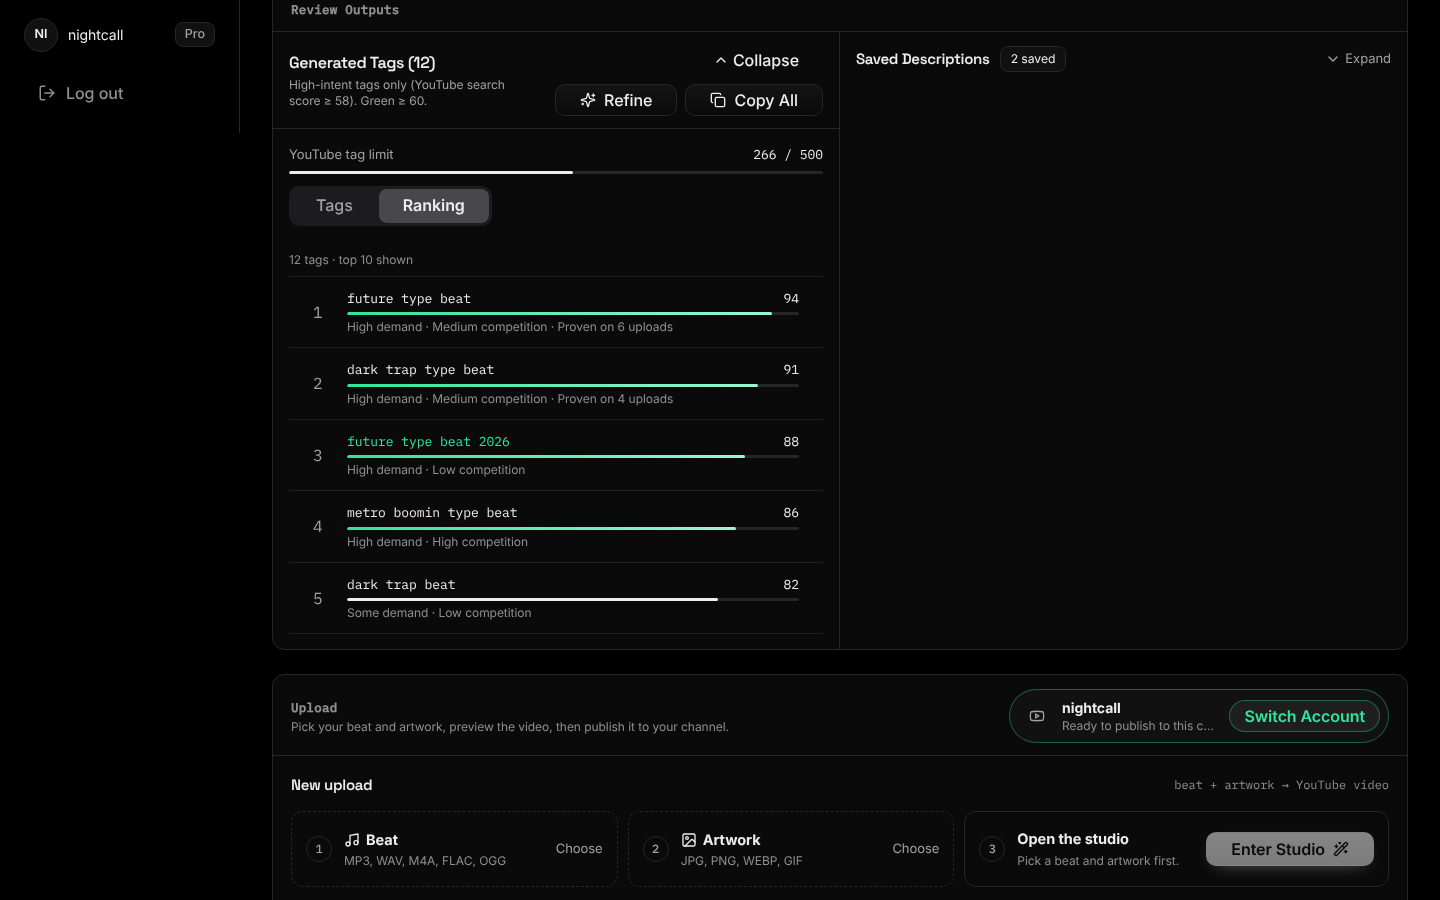 NI
nightcall
Pro
Log out
Review Outputs
Generated Tags (12)
High-intent tags only (YouTube search
score ≥ 58). Green ≥ 60.
Collapse
Refine
Copy All
YouTube tag limit
266 / 500
Tags
Ranking
12 tags · top 10 shown
1
future type beat
94
High demand · Medium competition · Proven on 6 uploads
2
dark trap type beat
91
High demand · Medium competition · Proven on 4 uploads
3
future type beat 2026
88
High demand · Low competition
4
metro boomin type beat
86
High demand · High competition
5
dark trap beat
82
Some demand · Low competition
Saved Descriptions
2 saved
Expand
Upload
Pick your beat and artwork, preview the video, then publish it to your channel.
nightcall
Ready to publish to this c...
Switch Account
New upload
beat + artwork → YouTube video
1
Beat
MP3, WAV, M4A, FLAC, OGG
Choose
2
Artwork
JPG, PNG, WEBP, GIF
Choose
3
Open the studio
Pick a beat and artwork first.
Enter Studio